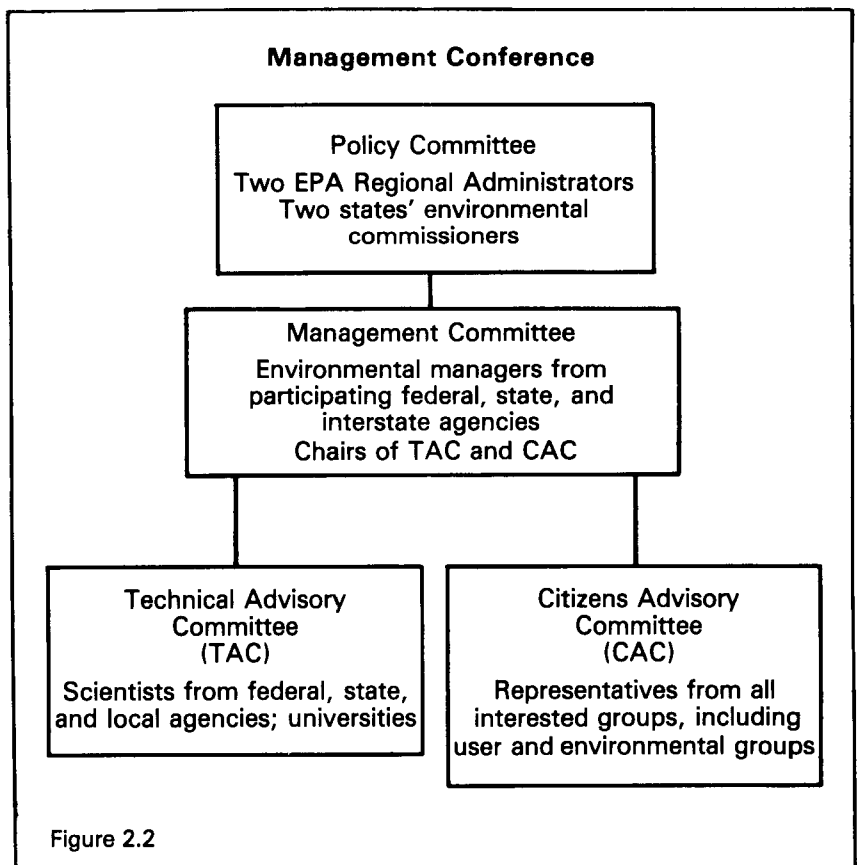 Management Conference
Policy Committee
Two EPA Regional Administrators
Two states' environmental
commissioners
Management Committee
Environmental managers from
participating federal, state, and
interstate agencies
Chairs of TAC and CAC
Technical Advisory
Committee
(TAC)
Scientists from federal, state,
and local agencies; universities
Citizens Advisory
Committee
(CAC)
Representatives from all
interested groups, including
user and environmental groups
Figure 2.2